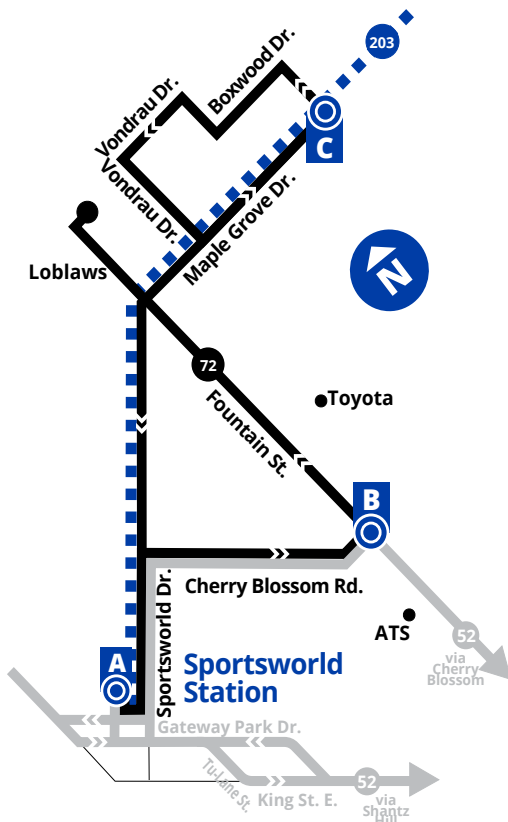 203
Boxwood Dr.
Vondrau Dr.
Vondrau Dr.
C
Maple Grove Dr.
Loblaws
N
72
Toyota
Fountain St.
B
Cherry Blossom Rd.
Sportsworld Dr.
ATS
52
via
Cherry
Blossom
A
Sportsworld
Station
Gateway Park Dr.
Tu-Lane St.
King St. E.
52
via
Shantz
Hill